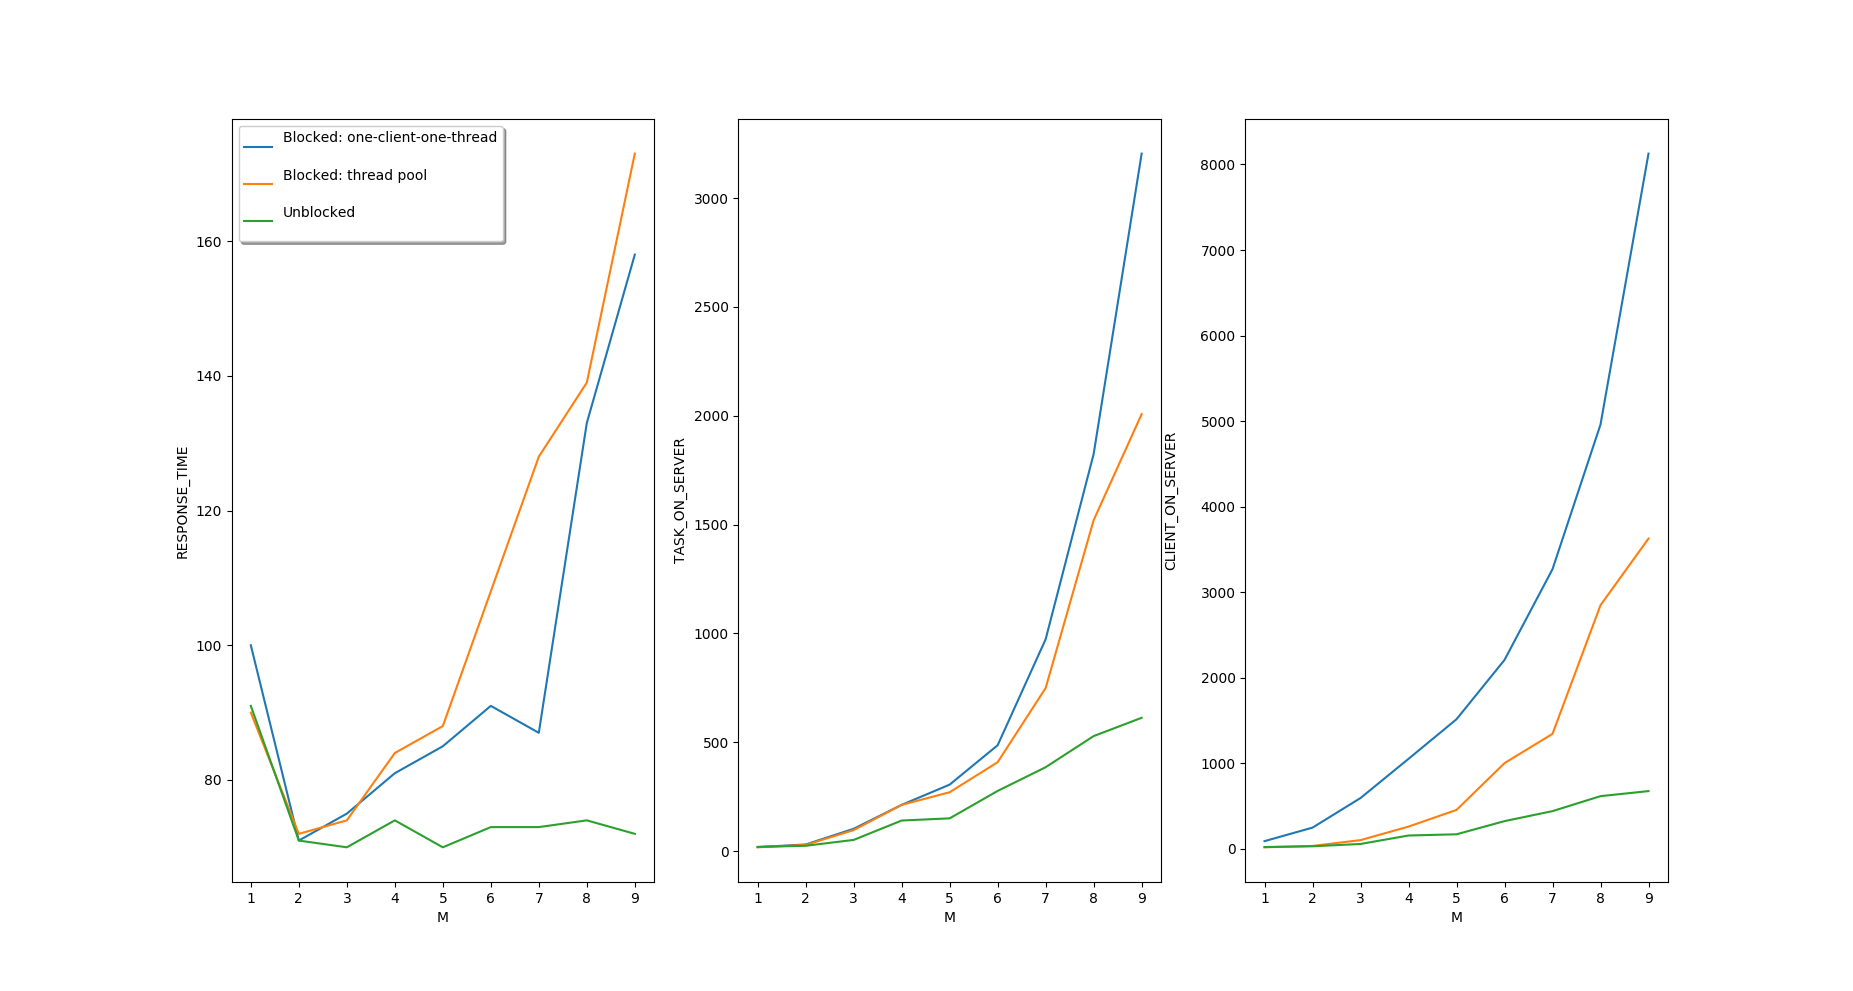 Blocked: one-client-one-thread
Blocked: thread pool
Unblocked
RESPONSE_TIME
160
140
120
100
80
1 2 3 4 5 6 7 8 9
M
TASK_ON_SERVER
3000
2500
2000
1500
1000
500
0
1 2 3 4 5 6 7 8 9
M
CLIENT_ON_SERVER
8000
7000
6000
5000
4000
3000
2000
1000
0
1 2 3 4 5 6 7 8 9
M